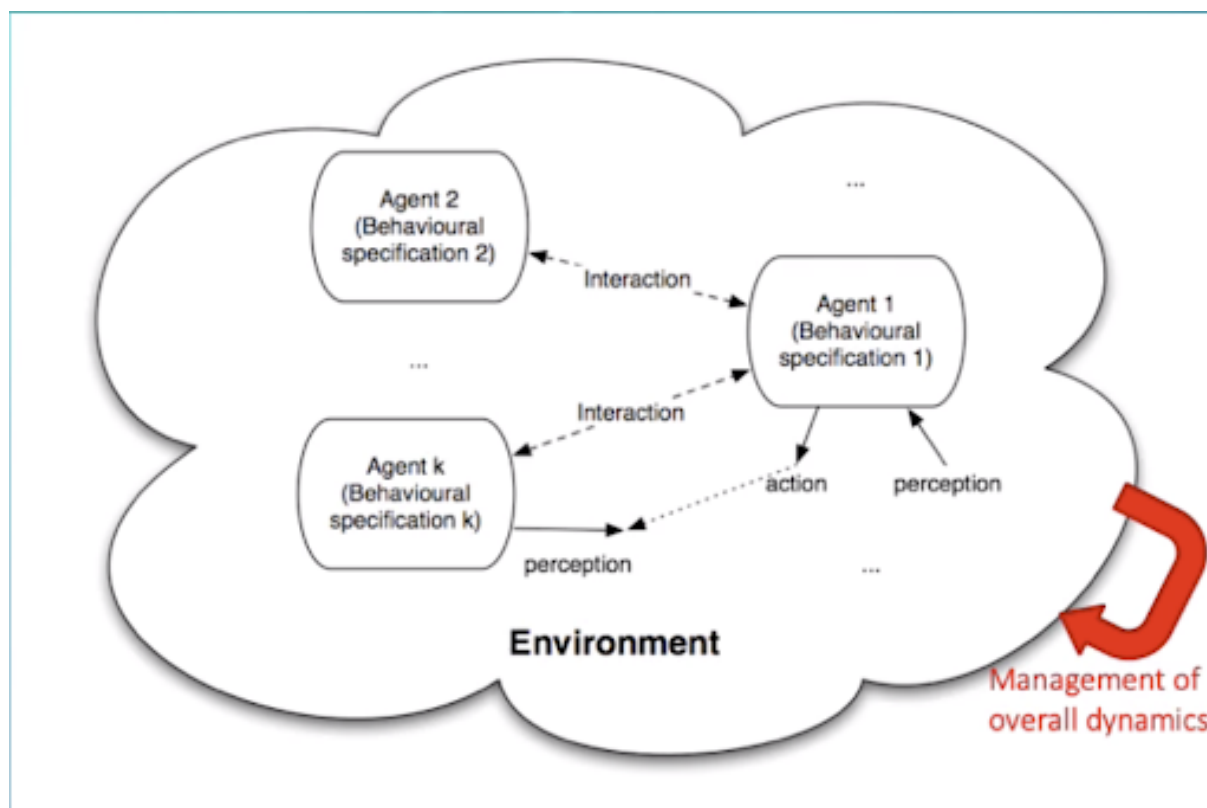 ...
Agent 2
(Behavioural
specification 2)
Interaction
Agent 1
(Behavioural
specification 1)
...
Interaction
Agent k
(Behavioural
specification k)
action
perception
perception
...
Environment
Management of
overall dynamics